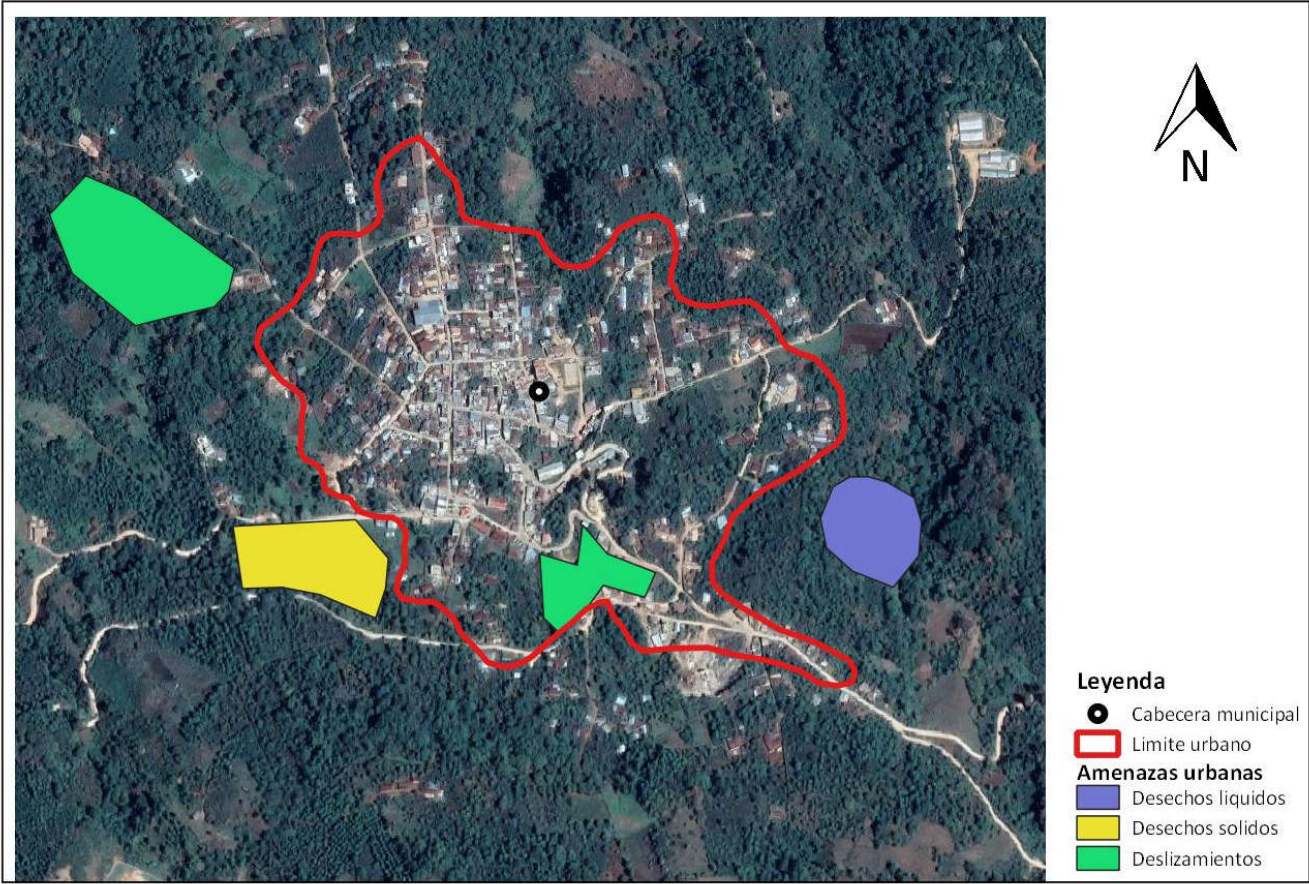 N
Leyenda
Cabecera municipal
Limite urbano
Amenazas urbanas
Desechos liquidos
Desechos solidos
Deslizamientos